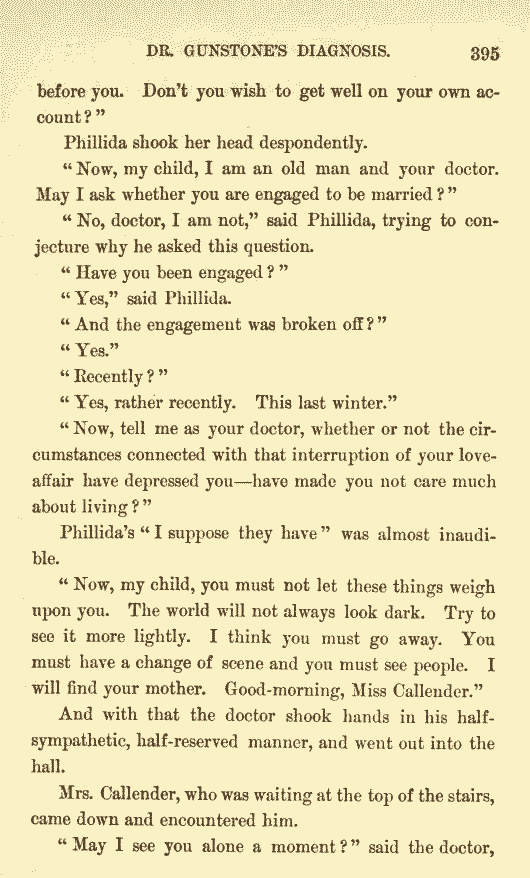 DR. GUNSTONE'S DIAGNOSIS. 395
before you. Don't you wish to get well on your own ac-
count?"
Phillida shook her head despondently.
"Now, my child, I am an old man and your doctor.
May I ask whether you are engaged to be married?"
"No, doctor, I am not," said Phillida, trying to con-
jecture why he asked this question.
"Have you been engaged?"
"Yes," said Phillida.
"And the engagement was broken off?"
"Yes."
"Recently?"
"Yes, rather recently. This last winter."
"Now, tell me as your doctor, whether or not the cir-
cumstances connected with that interruption of your love-
affair have depressed you—have made you not care much
about living?"
Phillida's "I suppose they have" was almost inaudi-
ble.
"Now, my child, you must not let these things weigh
upon you. The world will not always look dark. Try to
see it more lightly. I think you must go away. You
must have a change of scene and you must see people. I
will find your mother. Good-morning, Miss Callender."
And with that the doctor shook hands in his half-
sympathetic, half-reserved manner, and went out into the
hall.
Mrs. Callender, who was waiting at the top of the stairs,
came down and encountered him.
"May I see you alone a moment?" said the doctor,